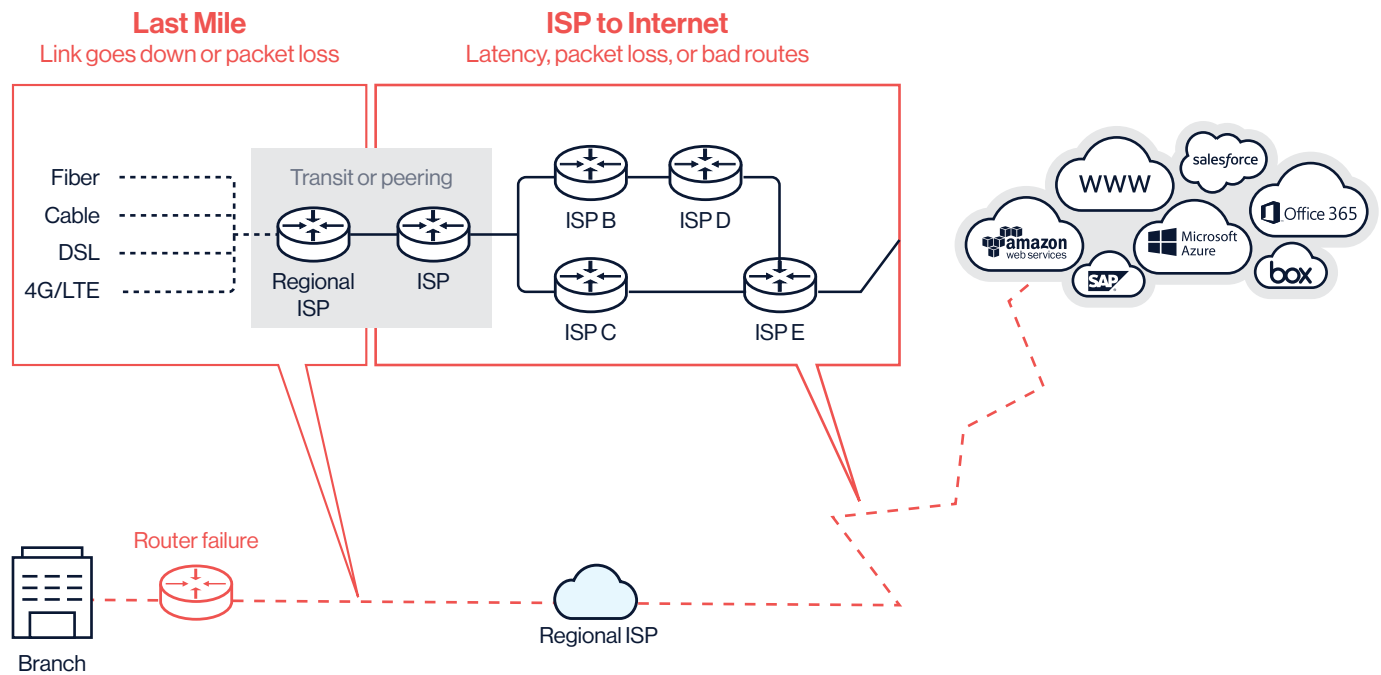 Last Mile
Link goes down or packet loss
ISP to Internet
Latency, packet loss, or bad routes
Fiber
Cable
DSL
4G/LTE
Transit or peering
Regional
ISP
ISP
ISP B
ISP D
ISP C
ISP E
www
salesforce
Office 365
amazon
web services
Microsoft
Azure
SAP
box
Router failure
Branch
Regional ISP